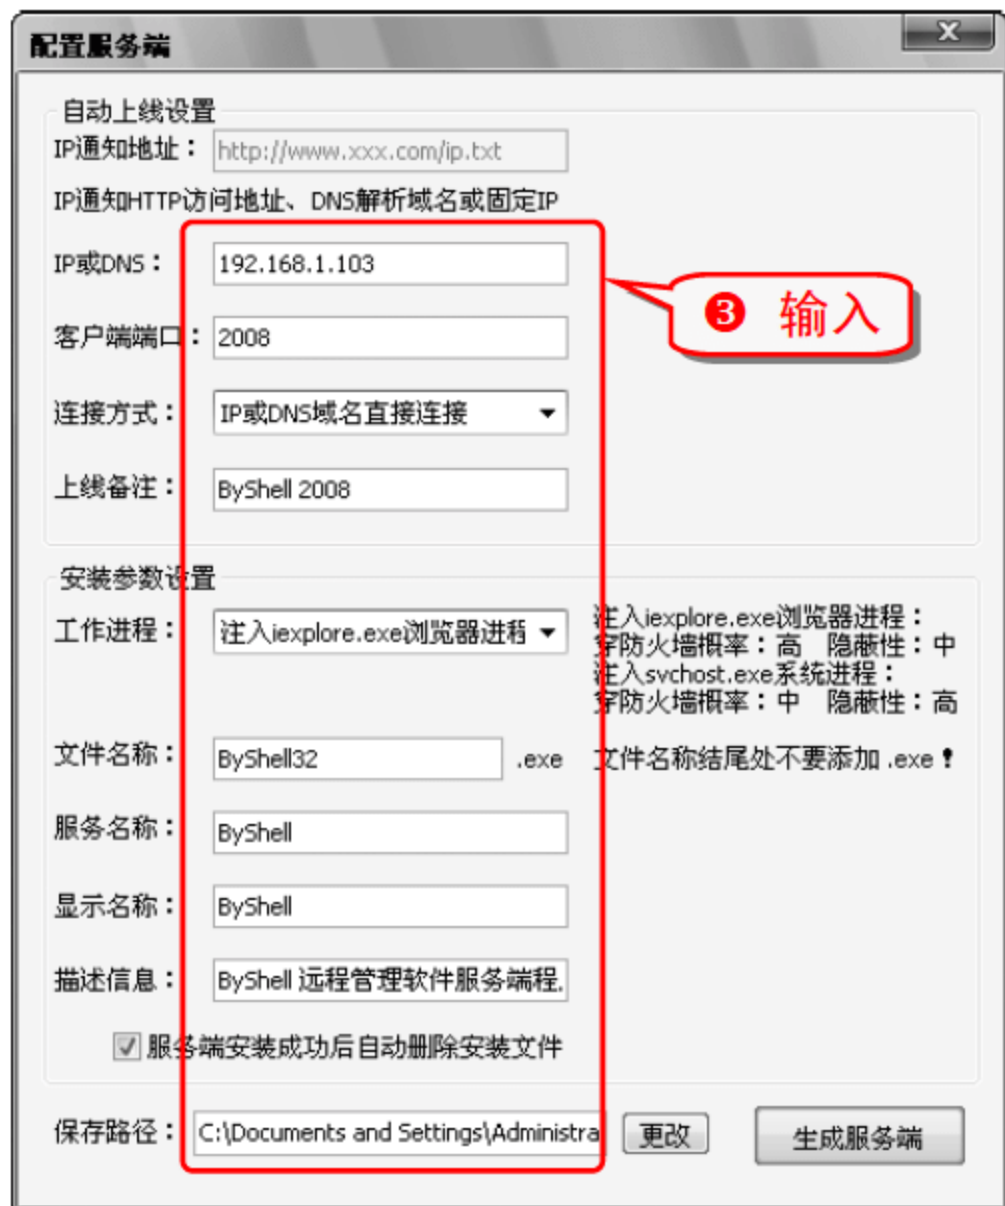 配置服务端
自动上线设置
IP通知地址： http://www.xxx.com/ip.txt
IP通知HTTP访问地址、DNS解析域名或固定IP
IP或DNS： 192.168.1.103
❸ 输入
客户端端口： 2008
连接方式： IP或DNS域名直接连接
上线备注： ByShell 2008
安装参数设置
工作进程： 注入iexplore.exe浏览器进程
注入iexplore.exe浏览器进程：
穿防火墙概率：高 隐蔽性：中
注入svchost.exe系统进程：
穿防火墙概率：中 隐蔽性：高
文件名称： ByShell32 .exe 文件名称结尾处不要添加 .exe！
服务名称： ByShell
显示名称： ByShell
描述信息： ByShell 远程管理软件服务端程
服务端安装成功后自动删除安装文件
保存路径： C:\Documents and Settings\Administra 更改 生成服务端